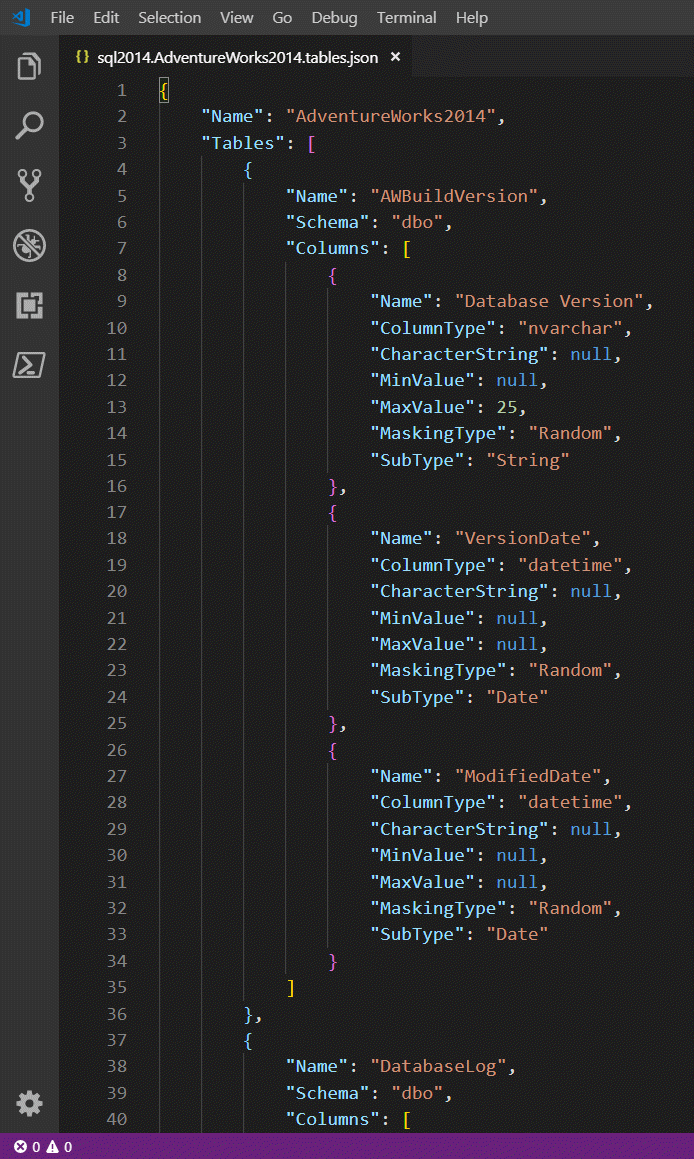 File Edit Selection View Go Debug Terminal Help
{} sql2014.AdventureWorks2014.tables.json ×
1 {
2 "Name": "AdventureWorks2014",
3 "Tables": [
4 {
5 "Name": "AWBuildVersion",
6 "Schema": "dbo",
7 "Columns": [
8 {
9 "Name": "Database Version",
10 "ColumnType": "nvarchar",
11 "CharacterString": null,
12 "MinValue": null,
13 "MaxValue": 25,
14 "MaskingType": "Random",
15 "SubType": "String"
16 },
17 {
18 "Name": "VersionDate",
19 "ColumnType": "datetime",
20 "CharacterString": null,
21 "MinValue": null,
22 "MaxValue": null,
23 "MaskingType": "Random",
24 "SubType": "Date"
25 },
26 {
27 "Name": "ModifiedDate",
28 "ColumnType": "datetime",
29 "CharacterString": null,
30 "MinValue": null,
31 "MaxValue": null,
32 "MaskingType": "Random",
33 "SubType": "Date"
34 }
35 ]
36 },
37 {
38 "Name": "DatabaseLog",
39 "Schema": "dbo",
40 "Columns": [
0 0